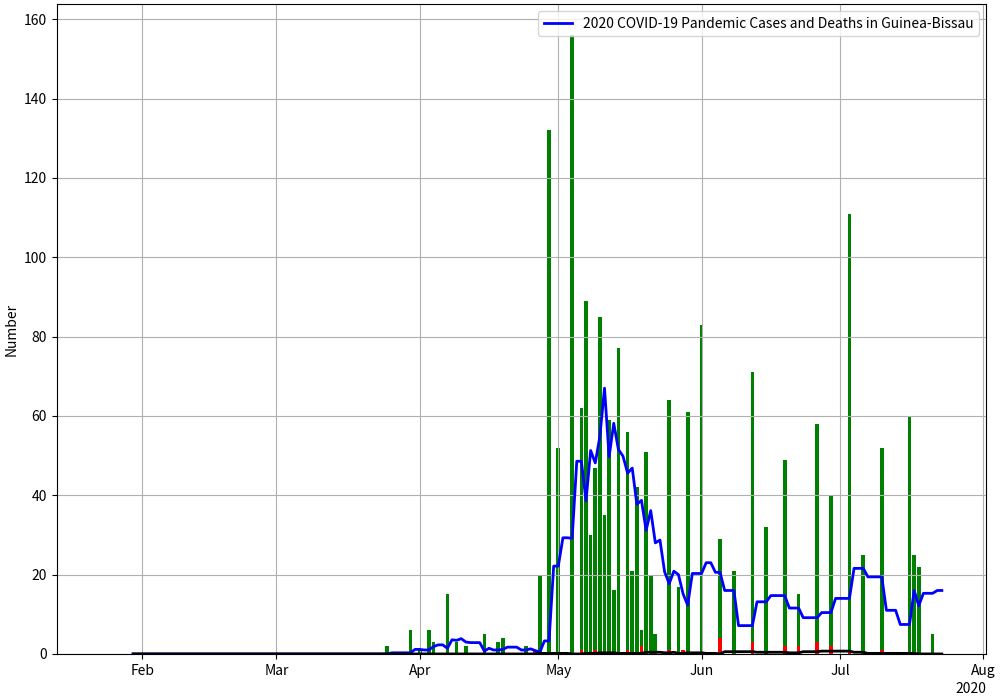 2020 COVID-19 Pandemic Cases and Deaths in Guinea-Bissau
Number
160
140
120
100
80
60
40
20
0
Feb
Mar
Apr
May
Jun
Jul
Aug
2020